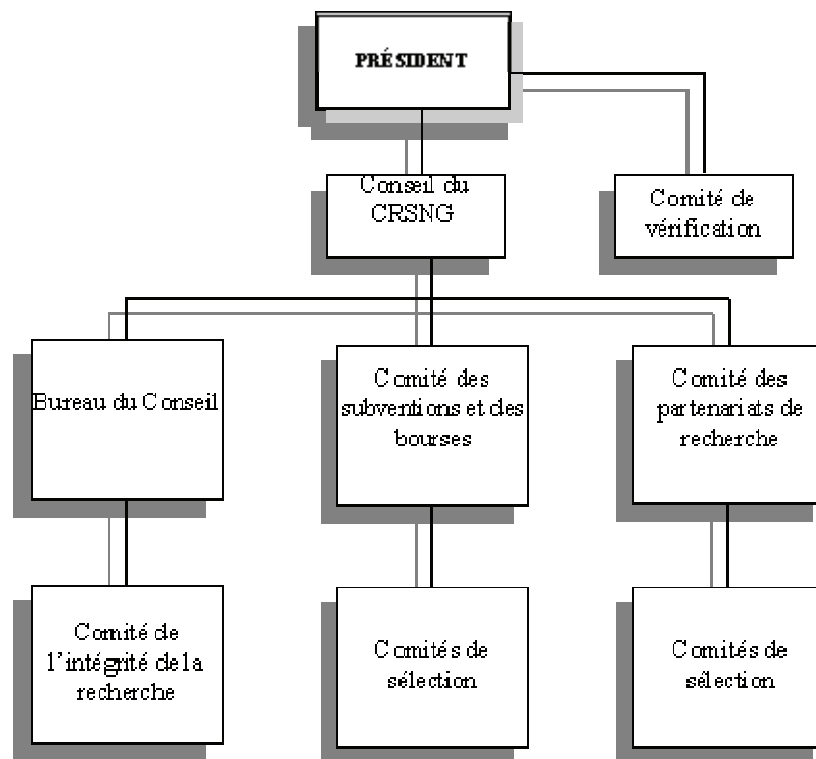 PRÉSIDENT
Conseil du
CRSNG
Comité de
vérification
Bureau du Conseil
Comité des
subventions et des
bourses
Comité des
partenariats de
recherche
Comité de
l'intégrité de la
recherche
Comités de
sélection
Comités de
sélection